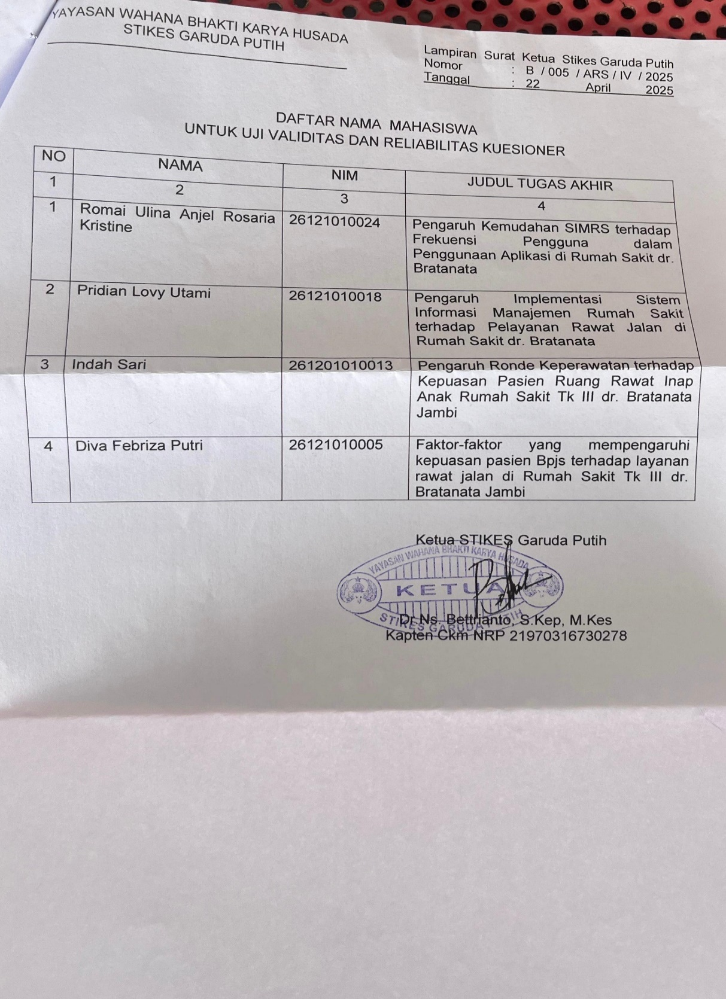 YAYASAN WAHANA BHAKTI KARYA HUSADA
STIKES GARUDA PUTIH
Lampiran Surat Ketua Stikes Garuda Putih
Nomor : B / 005 / ARS / IV / 2025
Tanggal : 22 April 2025
DAFTAR NAMA MAHASISWA
UNTUK UJI VALIDITAS DAN RELIABILITAS KUESIONER
NO NAMA NIM JUDUL TUGAS AKHIR
1 2 3 4
1 Romai Ulina Anjel Rosaria 26121010024 Pengaruh Kemudahan SIMRS terhadap
Kristine Frekuensi Pengguna dalam
Penggunaan Aplikasi di Rumah Sakit dr.
Bratanata
2 Pridian Lovy Utami 26121010018 Pengaruh Implementasi Sistem
Informasi Manajemen Rumah Sakit
terhadap Pelayanan Rawat Jalan di
Rumah Sakit dr. Bratanata
3 Indah Sari 261201010013 Pengaruh Ronde Keperawatan terhadap
Kepuasan Pasien Ruang Rawat Inap
Anak Rumah Sakit Tk III dr. Bratanata
Jambi
4 Diva Febriza Putri 26121010005 Faktor-faktor yang mempengaruhi
kepuasan pasien Bpjs terhadap layanan
rawat jalan di Rumah Sakit Tk III dr.
Bratanata Jambi
Ketua STIKES Garuda Putih
YAYASAN WAHANA BHAKTI KARYA HUSADA
KETUA
STIKES GARUDA PUTIH
Dr Ns. Bettrianto, S.Kep, M.Kes
Kapten Ckm NRP 21970316730278